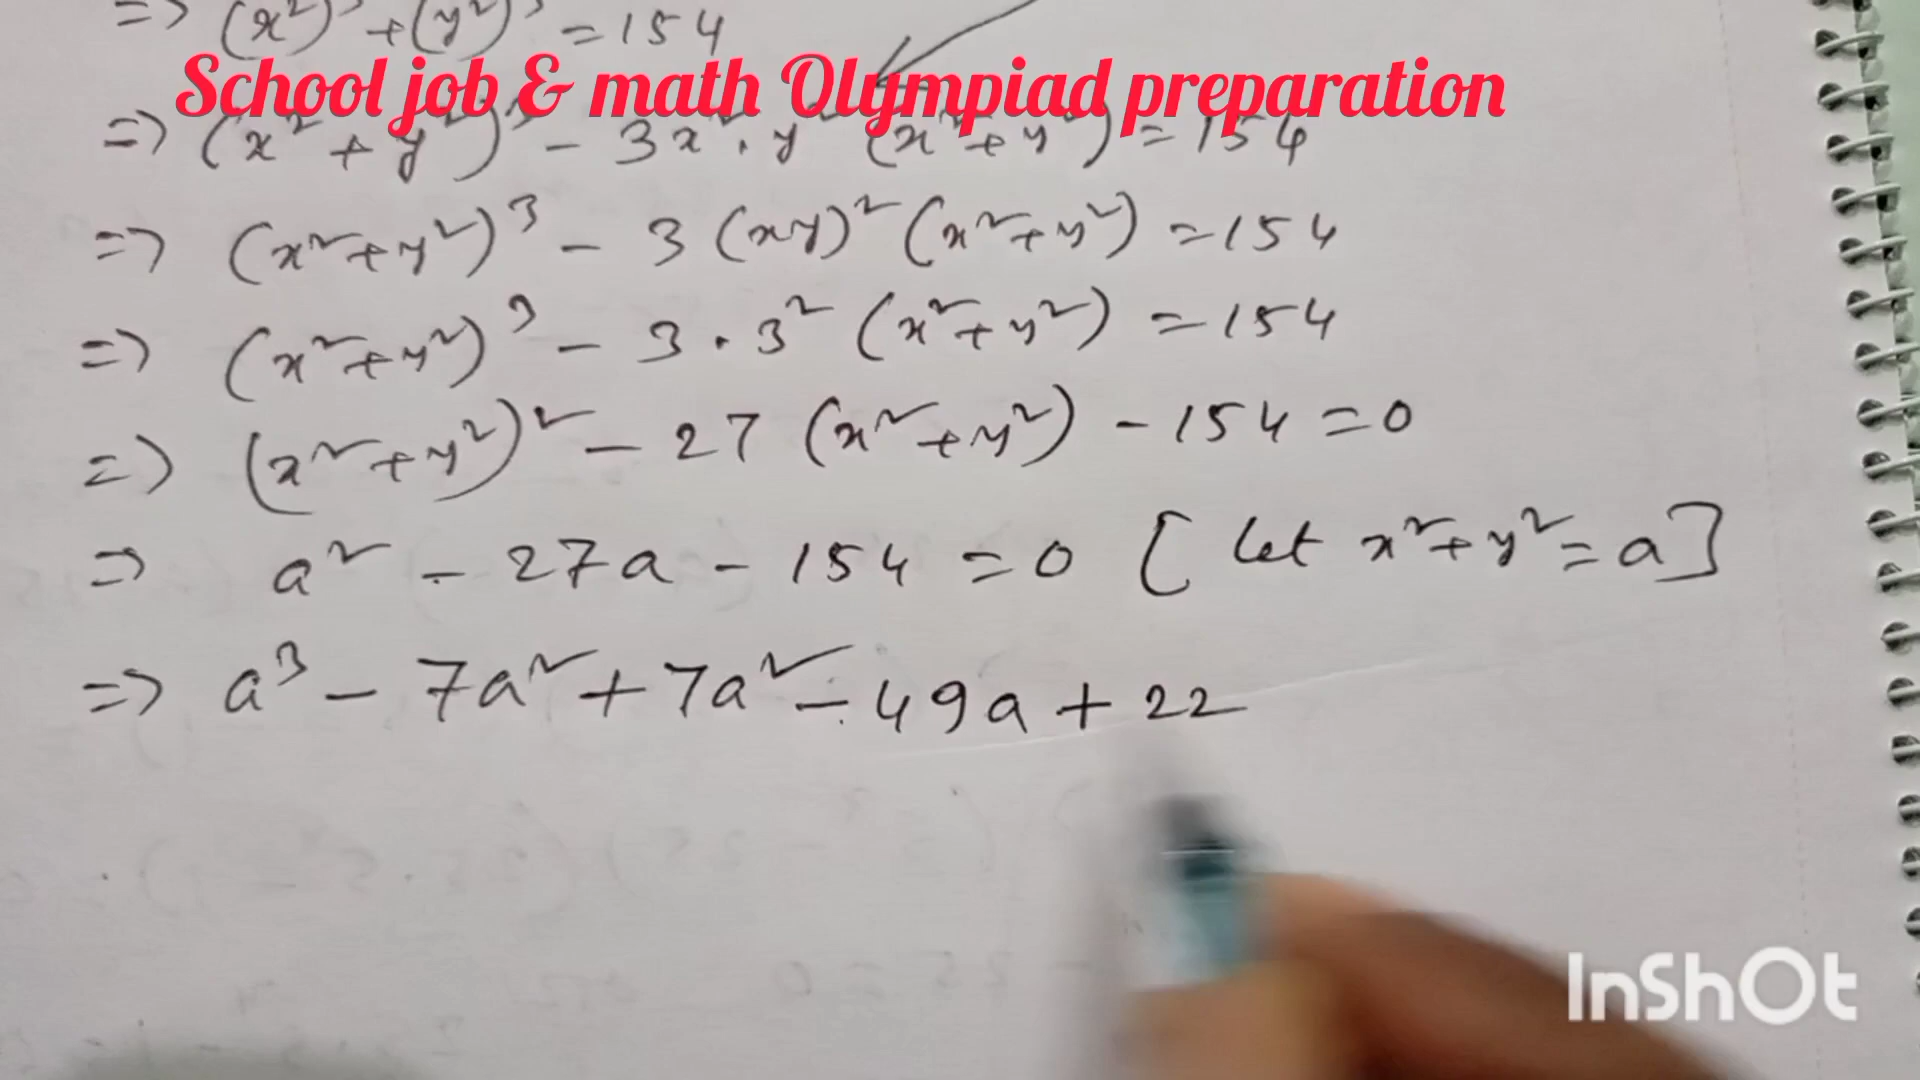 => (x²)³ + (y²)³ = 154
School job & math Olympiad preparation
=> (x² + y²)³ - 3x² . y² (x² + y²) = 154
=> (x² + y²)³ - 3 (xy)² (x² + y²) = 154
=> (x² + y²)³ - 3 . 3² (x² + y²) = 154
=> (x² + y²)² - 27 (x² + y²) - 154 = 0
=> a² - 27a - 154 = 0 [ Let x² + y² = a ]
=> a³ - 7a² + 7a² - 49a + 22
InShOt